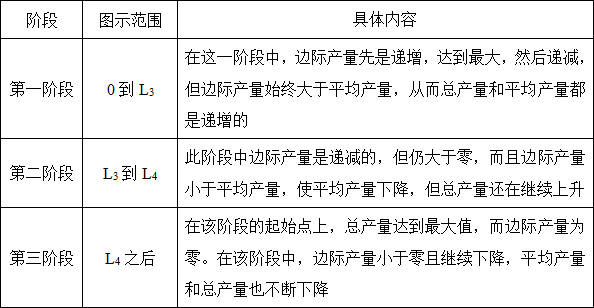 阶段 图示范围 具体内容
第一阶段 0 到 L3 在这一阶段中，边际产量先是递增，达到最大，然后递减，
但边际产量始终大于平均产量，从而总产量和平均产量都
是递增的
第二阶段 L3 到 L4 此阶段中边际产量是递减的，但仍大于零，而且边际产量
小于平均产量，使平均产量下降，但总产量还在继续上升
第三阶段 L4 之后 在该阶段的起始点上，总产量达到最大值，而边际产量为
零。在该阶段中，边际产量小于零且继续下降，平均产量
和总产量也不断下降